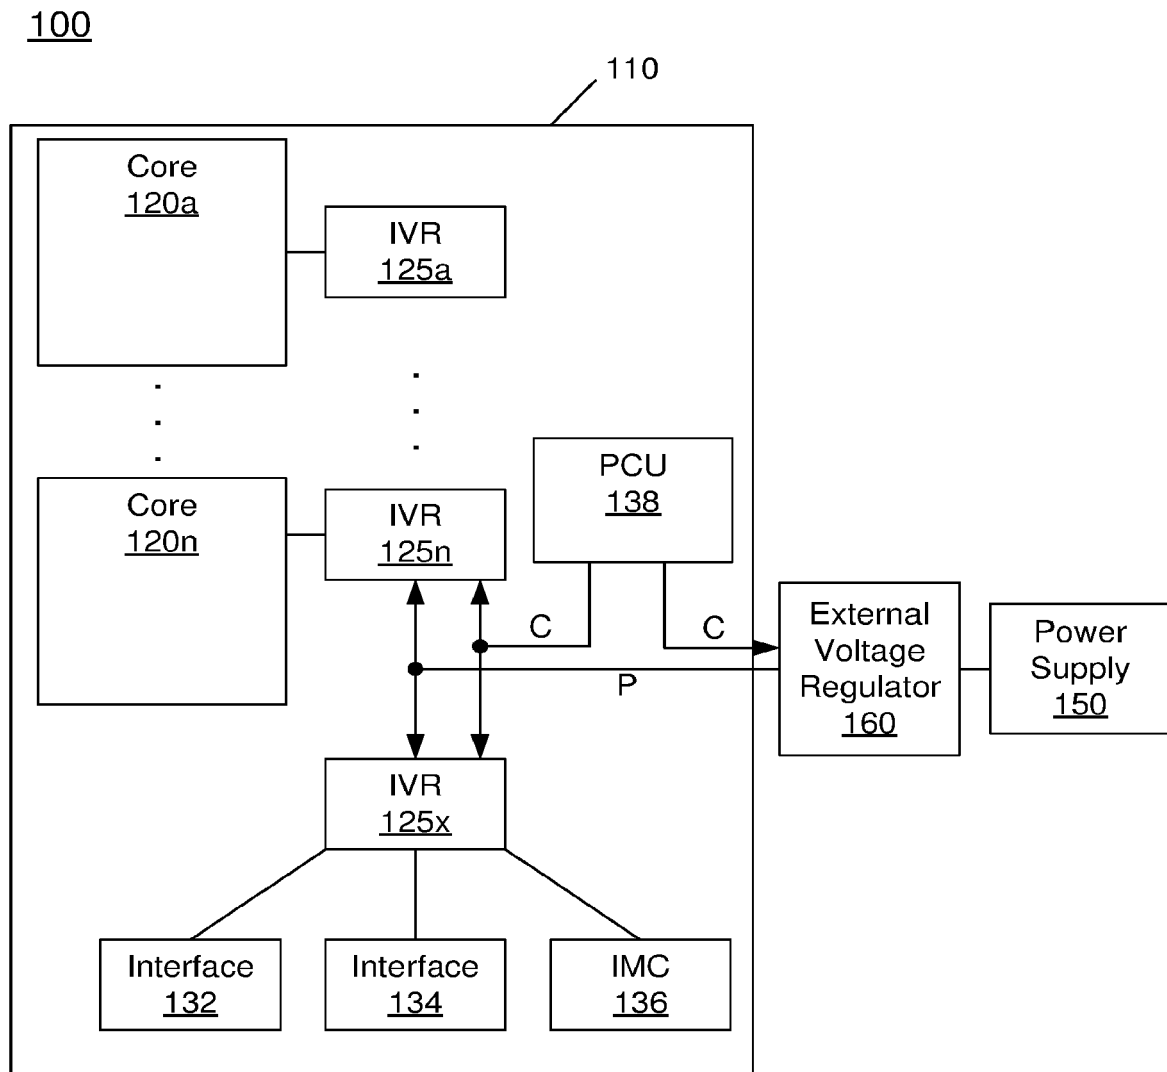 100
110
Core
120a
IVR
125a
Core
120n
IVR
125n
PCU
138
C
C
P
External
Voltage
Regulator
160
Power
Supply
150
IVR
125x
Interface
132
Interface
134
IMC
136